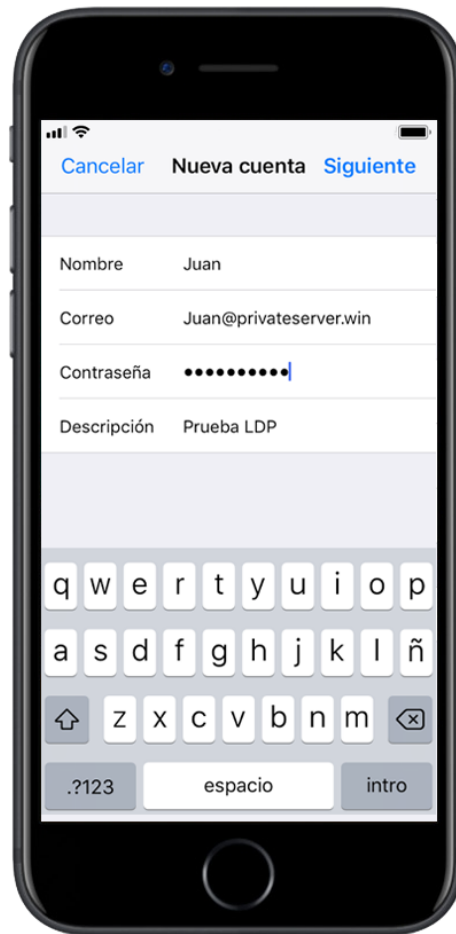 Cancelar Nueva cuenta Siguiente
Nombre Juan
Correo Juan@privateserver.win
Contraseña ••••••••••
Descripción Prueba LDP
q w e r t y u i o p
a s d f g h j k l ñ
z x c v b n m
.?123 espacio intro